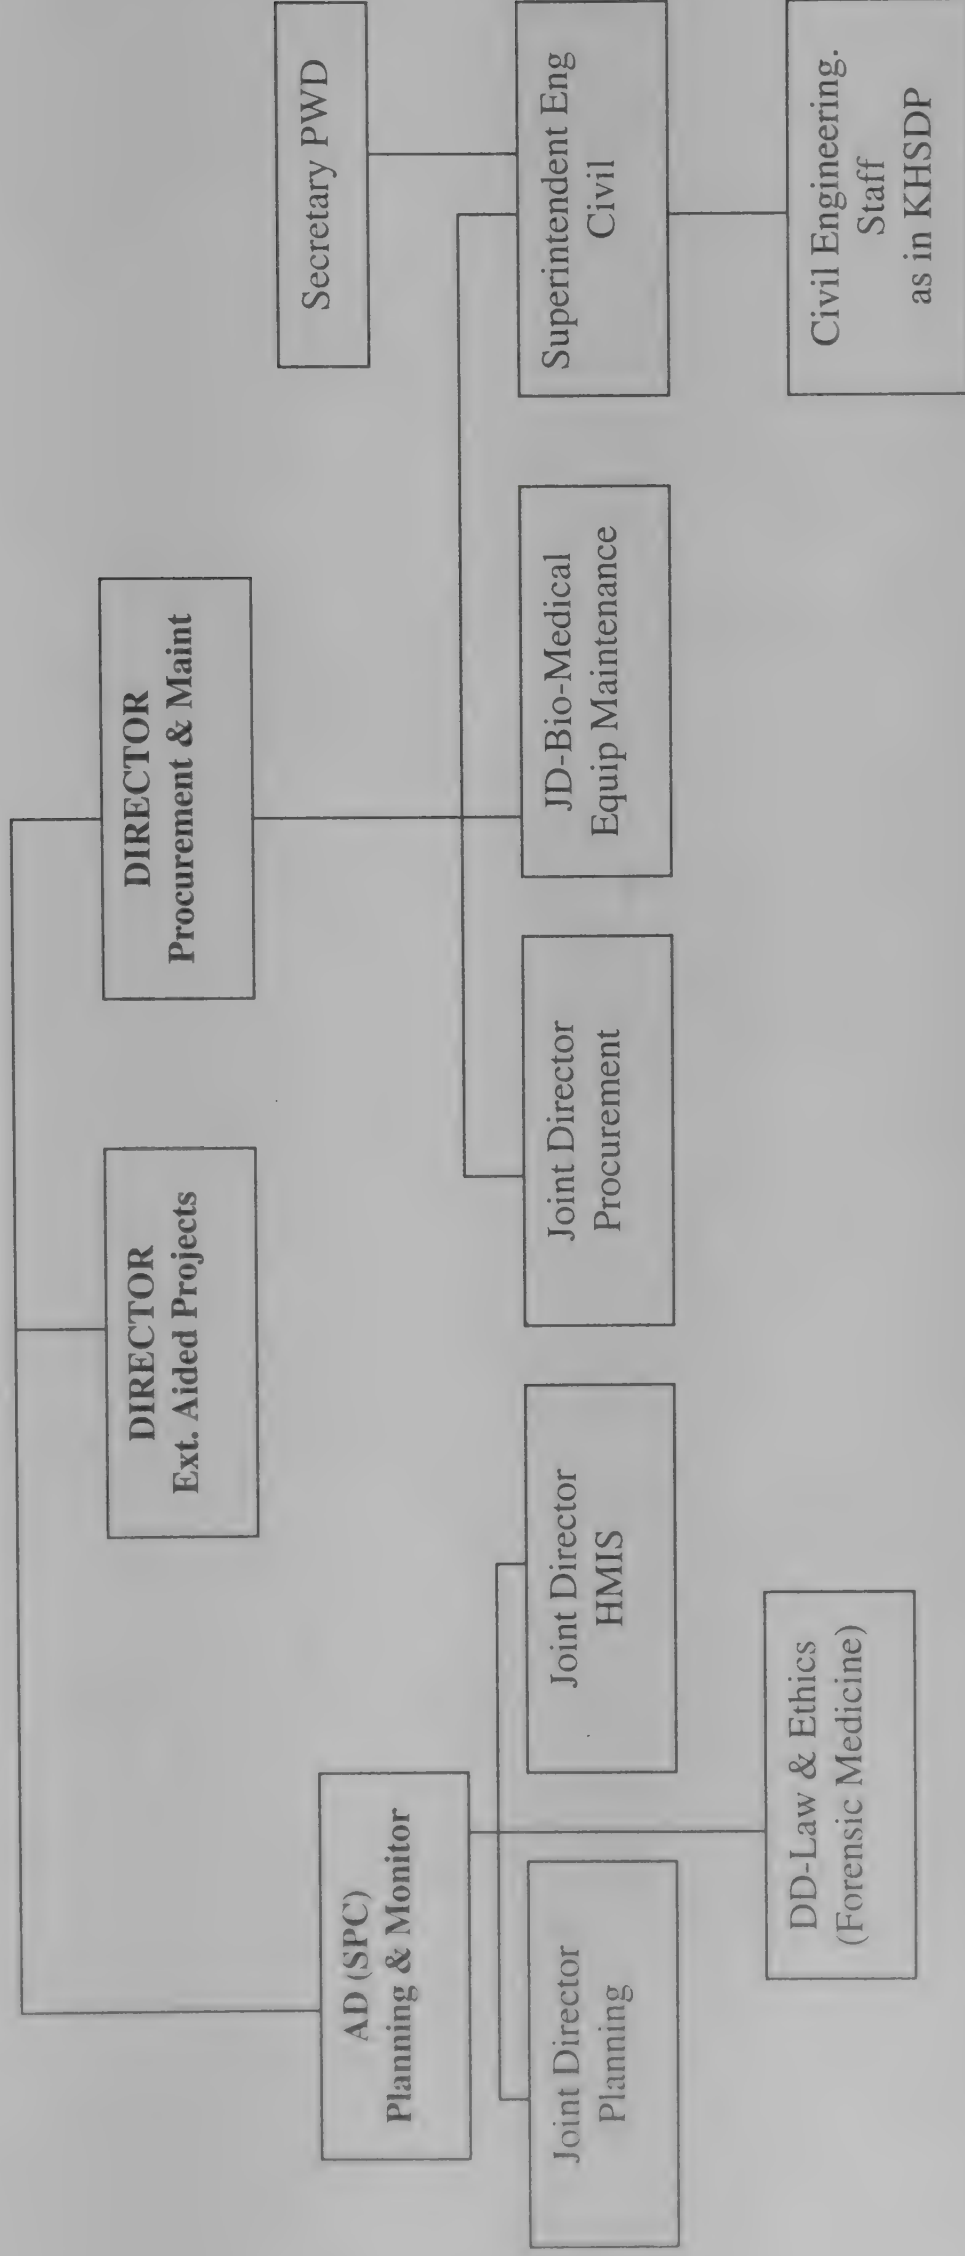 DIRECTOR
Ext. Aided Projects
DIRECTOR
Procurement & Maint
Secretary PWD
AD (SPC)
Planning & Monitor
Joint Director
Planning
Joint Director
HMIS
Joint Director
Procurement
JD-Bio-Medical
Equip Maintenance
Superintendent Eng
Civil
DD-Law & Ethics
(Forensic Medicine)
Civil Engineering.
Staff
as in KHSDP